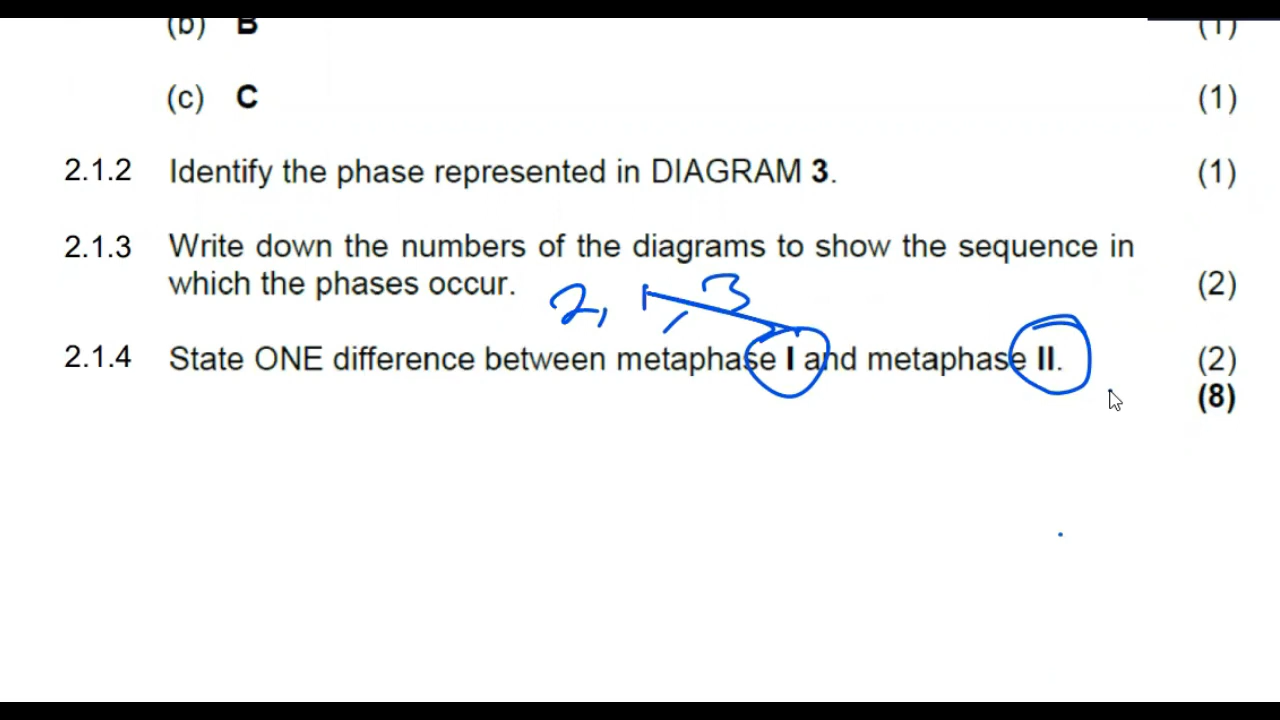 (b) B (1)
(c) C (1)
2.1.2 Identify the phase represented in DIAGRAM 3. (1)
2.1.3 Write down the numbers of the diagrams to show the sequence in
which the phases occur. (2)
2, 1, 3
2.1.4 State ONE difference between metaphase I and metaphase II. (2)
(8)